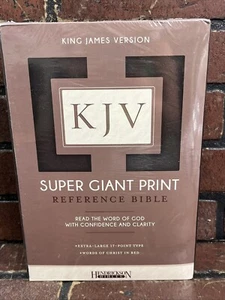 KING JAMES VERSION
KJV
SUPER GIANT PRINT
REFERENCE BIBLE
READ THE WORD OF GOD
WITH CONFIDENCE AND CLARITY
•EXTRA-LARGE 17-POINT TYPE
•WORDS OF CHRIST IN RED
HENDRICKSON
BIBLES